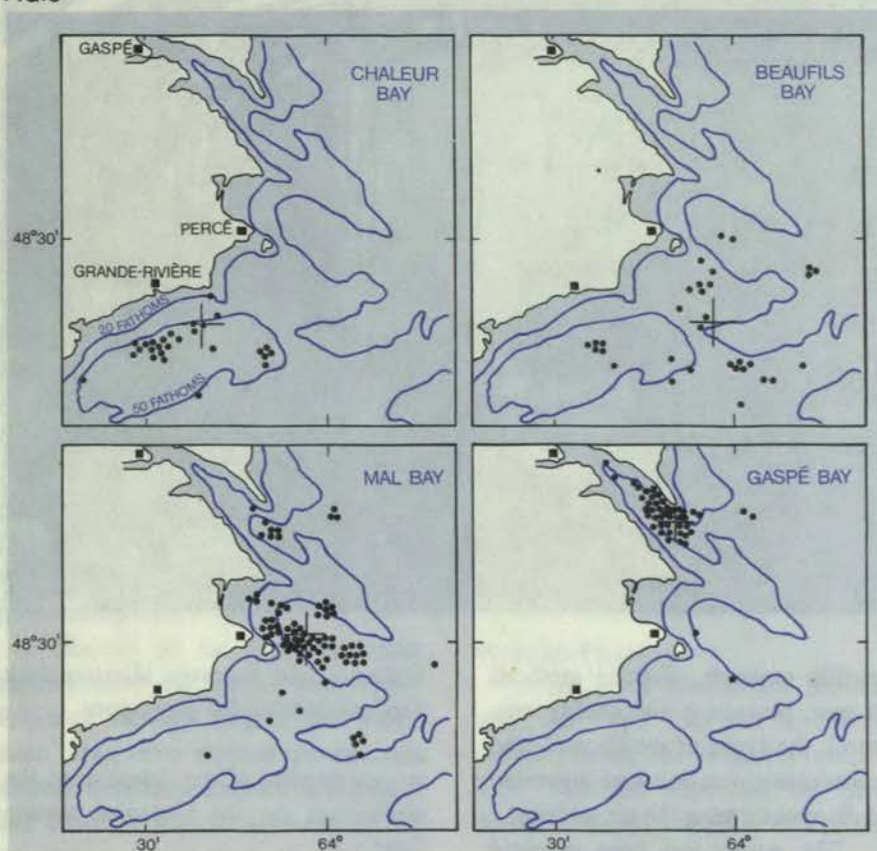 GASPÉ
CHALEUR
BAY
BEAUFILS
BAY
PERCÉ
48°30'
GRANDE-RIVIÈRE
20 FATHOMS
50 FATHOMS
MAL BAY
GASPÉ BAY
48°30'
30' 64° 30' 64°